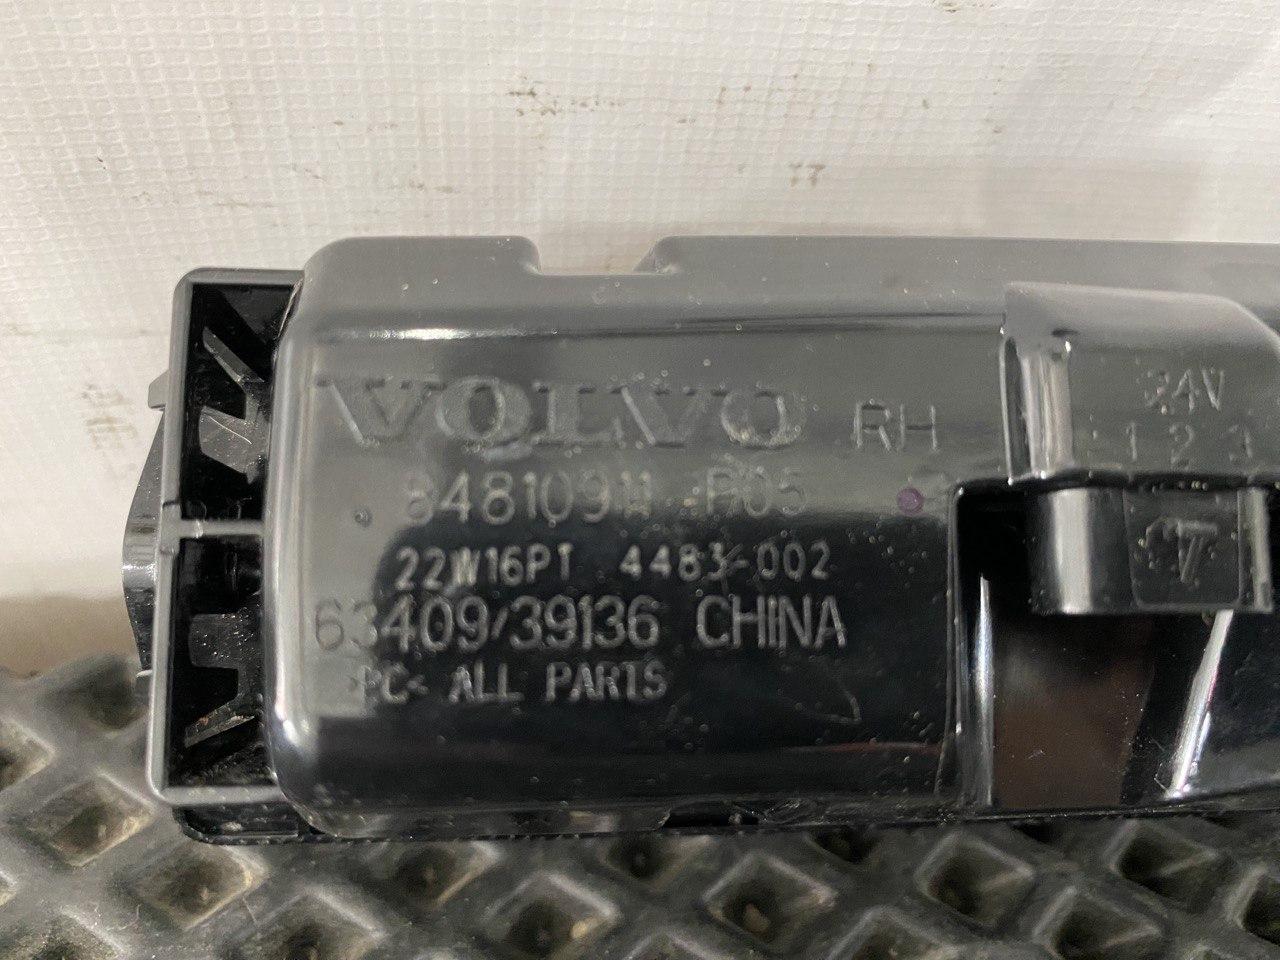 VOLVO RH
84810911 P05
22W16PT 4483-002
63409/39136 CHINA
>PC< ALL PARTS
24V
1 2 3